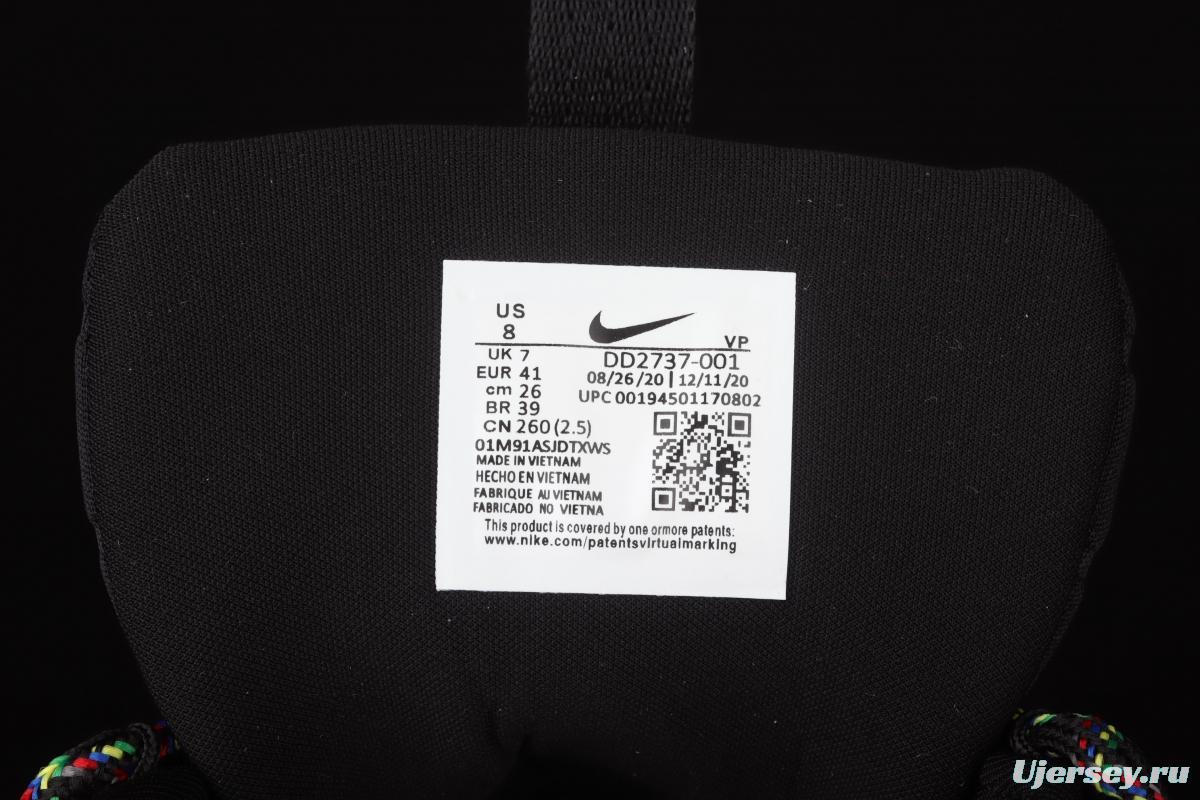 US
8
VP
UK 7
DD2737-001
EUR 41
08/26/20 | 12/11/20
cm 26
UPC 00194501170802
BR 39
CN 260 (2.5)
01M91ASJDTXWS
MADE IN VIETNAM
HECHO EN VIETNAM
FABRIQUE AU VIETNAM
FABRICADO NO VIETNA
This product is covered by one ormore patents:
www.nike.com/patentsvirtualmarking
Ujersey.ru